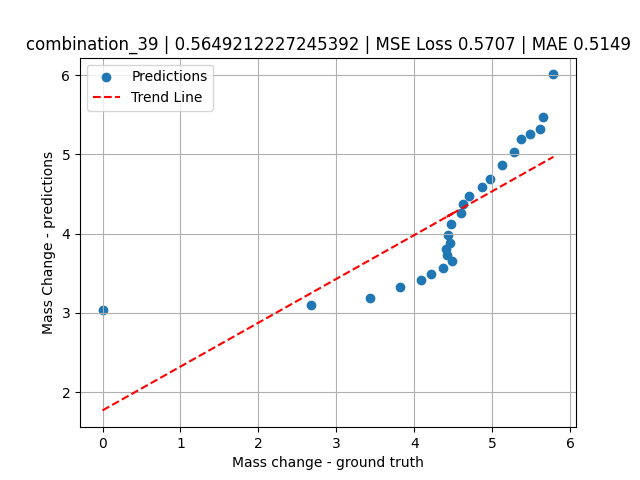 combination_39 | 0.5649212227245392 | MSE Loss 0.5707 | MAE 0.5149
Predictions
Trend Line
6
5
4
3
2
Mass Change - predictions
0 1 2 3 4 5 6
Mass change - ground truth